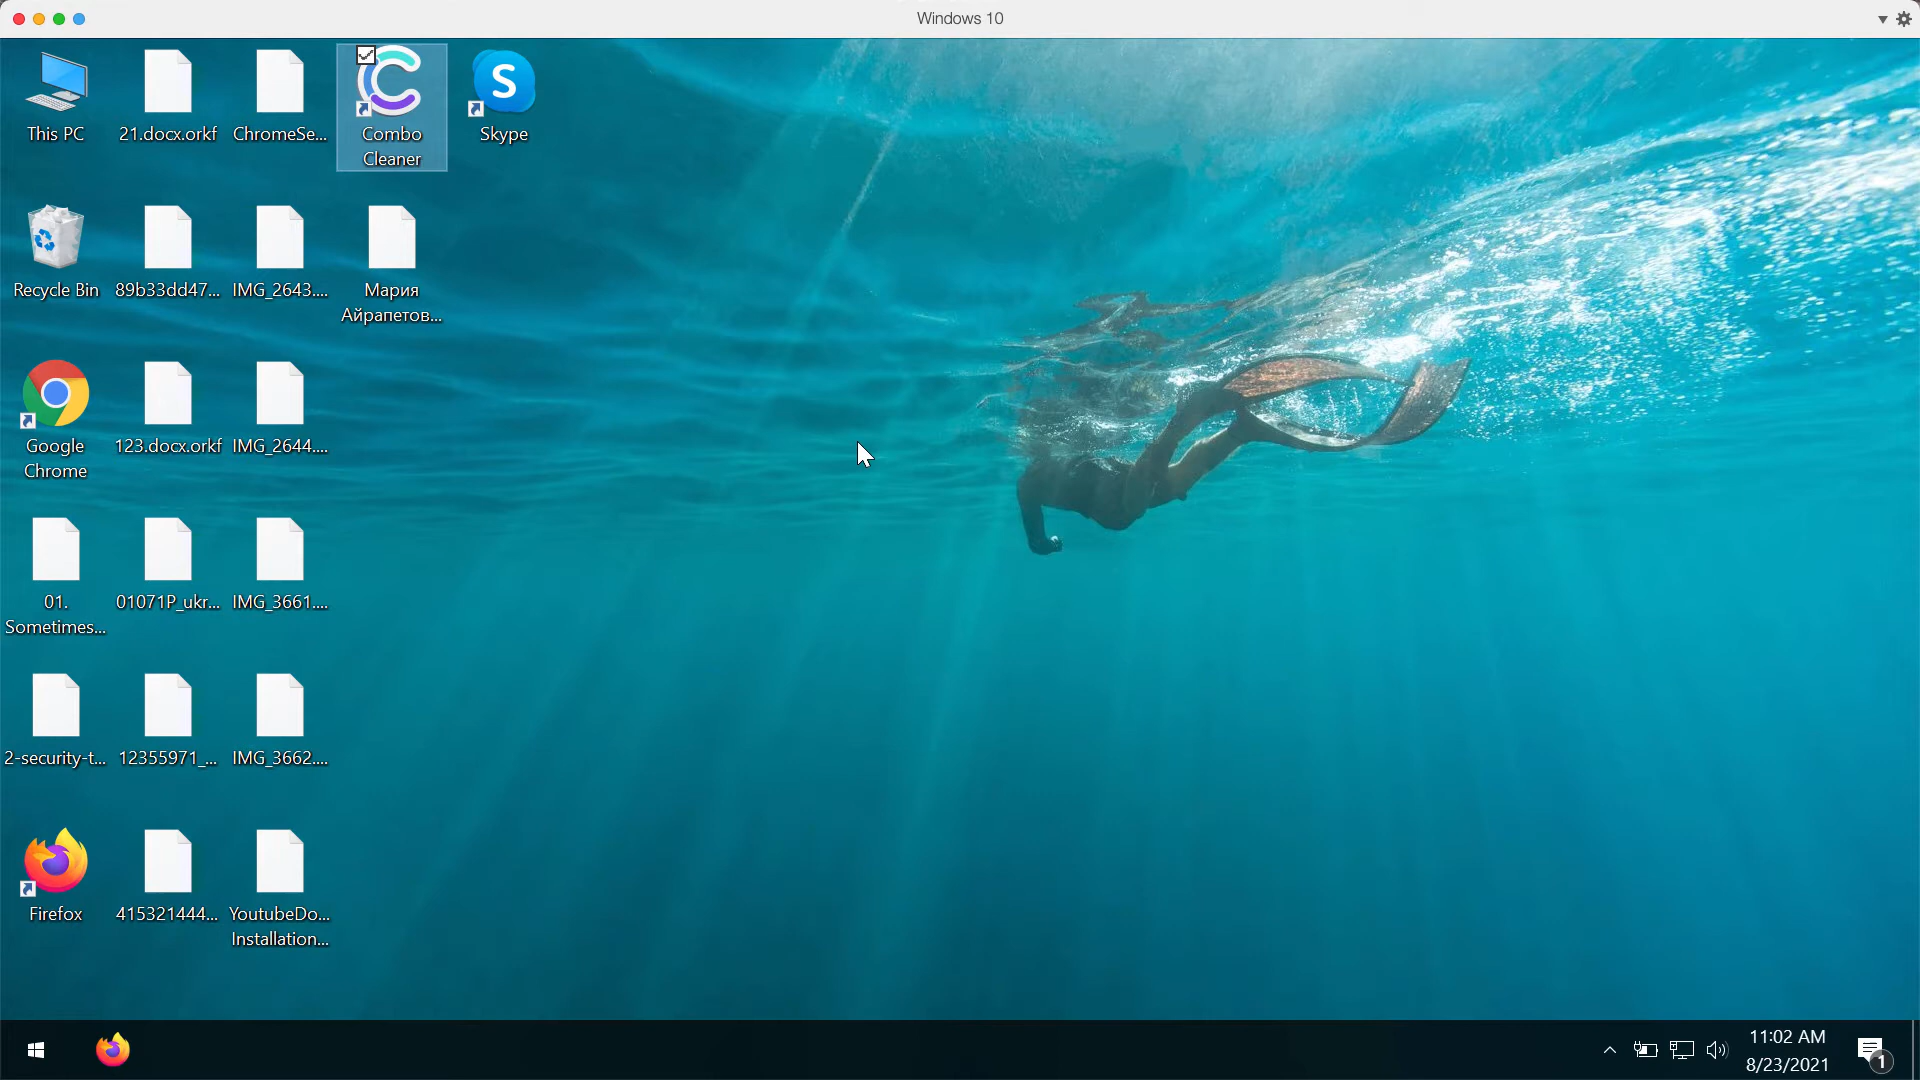 Windows 10
This PC
21.docx.orkf
ChromeSe...
Combo
Cleaner
Skype
Recycle Bin
89b33dd47...
IMG_2643....
Мария
Айрапетов...
Google
Chrome
123.docx.orkf
IMG_2644....
01.
Sometimes...
01071P_ukr...
IMG_3661....
2-security-t...
12355971_...
IMG_3662....
Firefox
415321444...
YoutubeDo...
Installation...
11:02 AM
8/23/2021
1